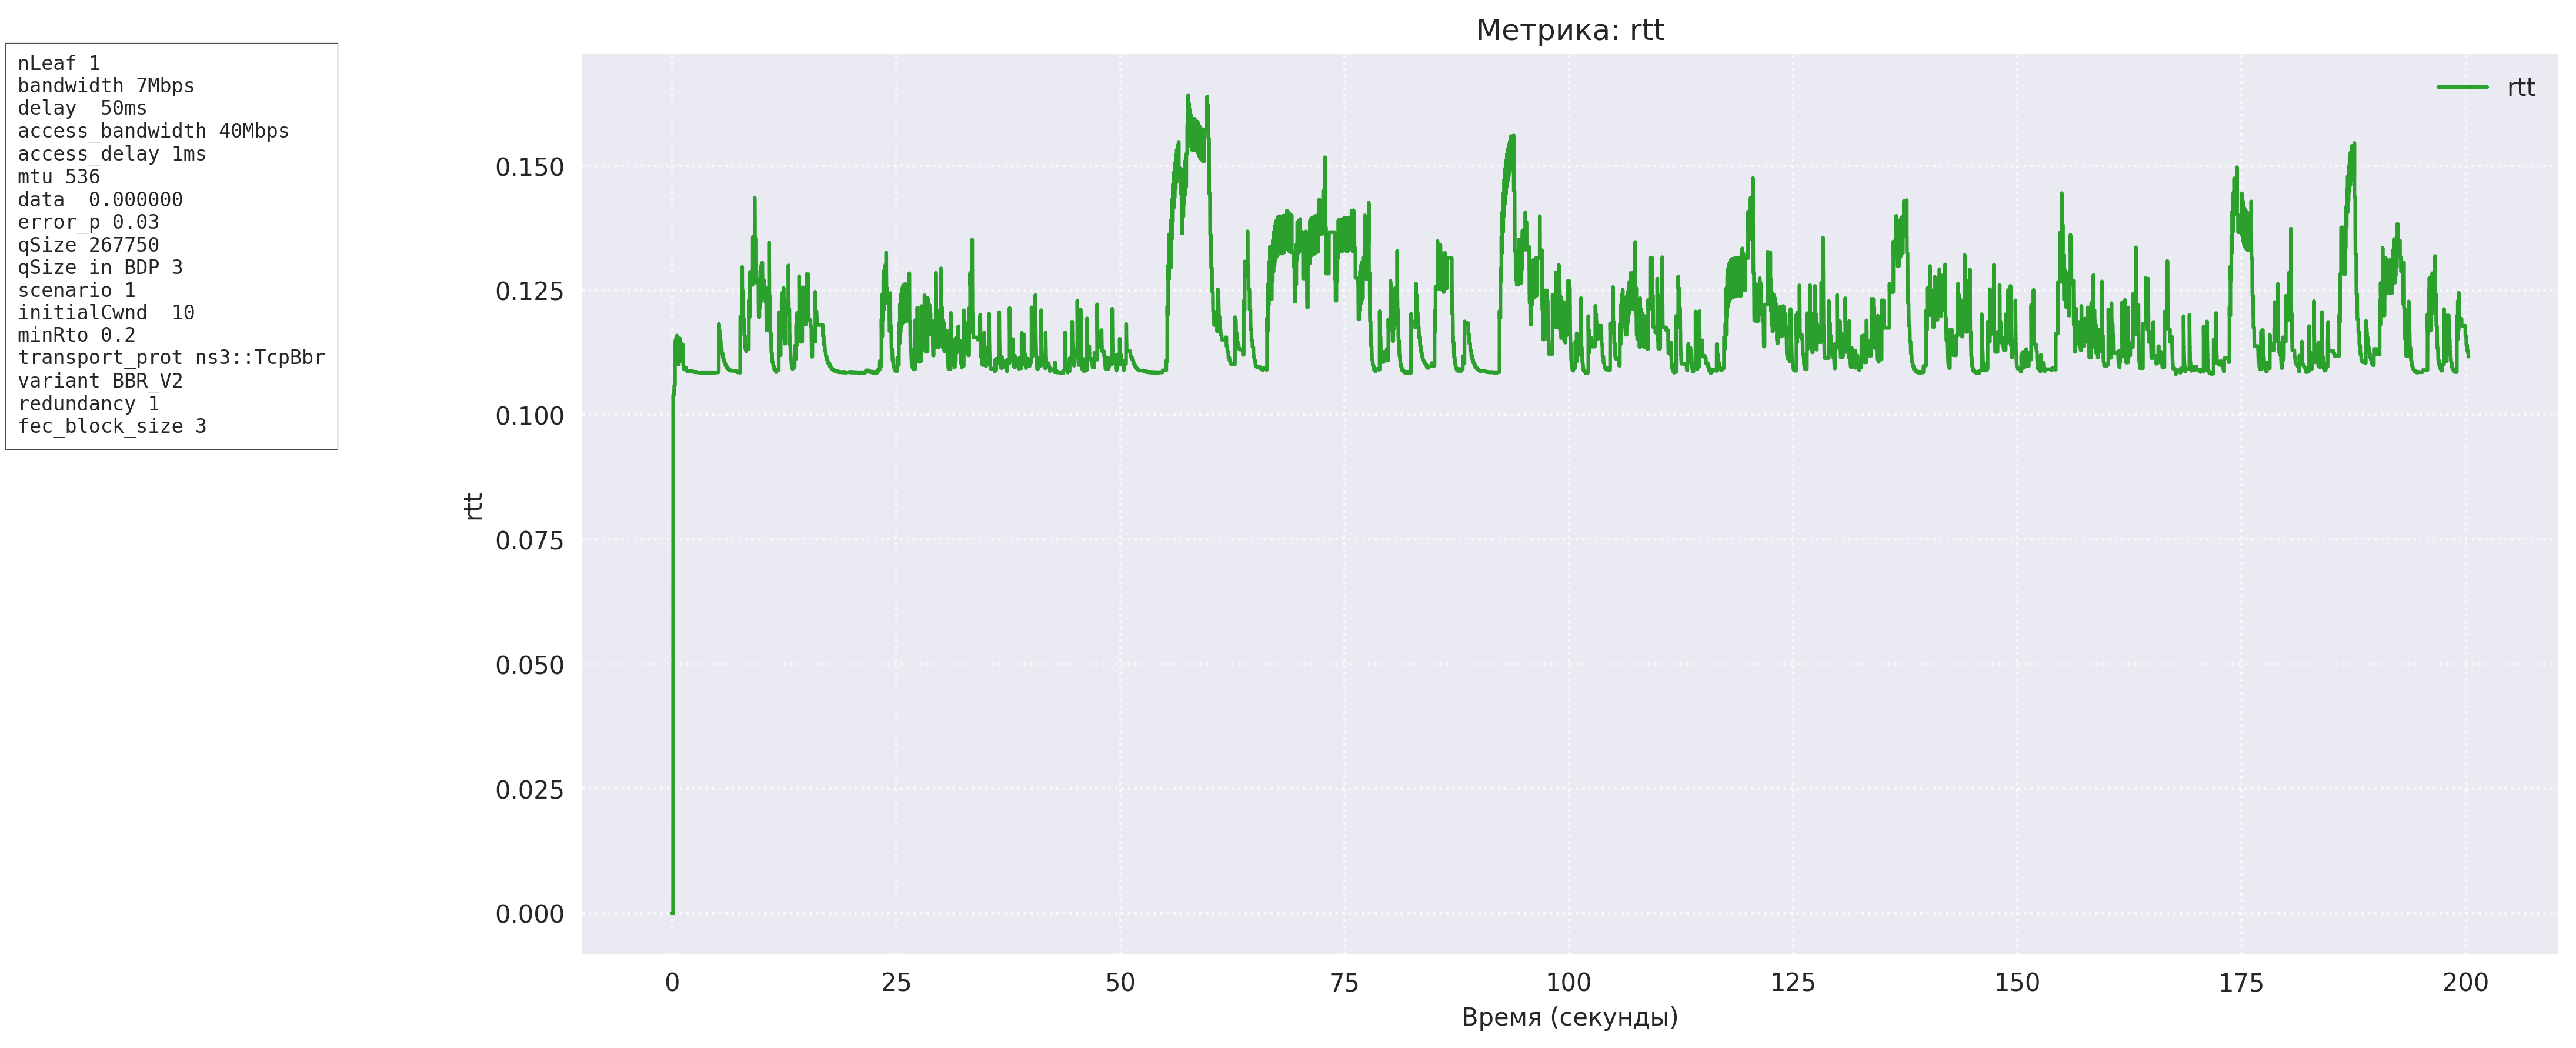 Метрика: rtt
nLeaf 1
bandwidth 7Mbps
delay  50ms
access_bandwidth 40Mbps
access_delay 1ms
mtu 536
data  0.000000
error_p 0.03
qSize 267750
qSize in BDP 3
scenario 1
initialCwnd  10
minRto 0.2
transport_prot ns3::TcpBbr
variant BBR_V2
redundancy 1
fec_block_size 3
rtt
rtt
0.150
0.125
0.100
0.075
0.050
0.025
0.000
0 25 50 75 100 125 150 175 200
Время (секунды)